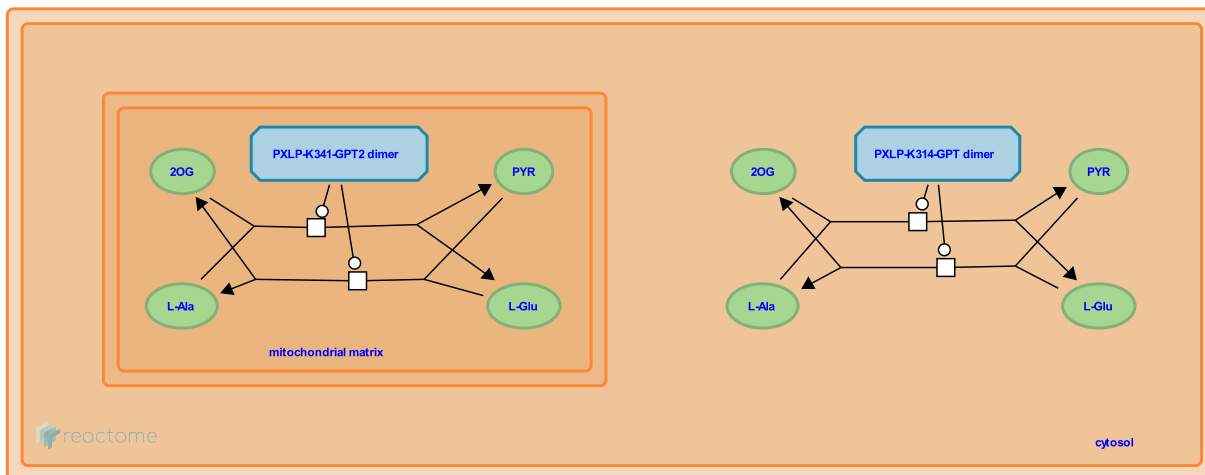 PXLP-K341-GPT2 dimer
PXLP-K314-GPT dimer
2OG
PYR
2OG
PYR
L-Ala
L-Glu
L-Ala
L-Glu
mitochondrial matrix
reactome
cytosol